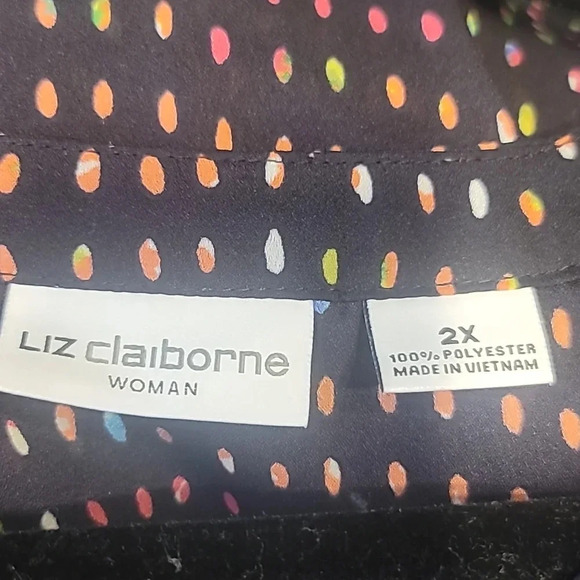 LIZ claiborne
WOMAN
2X
100% POLYESTER
MADE IN VIETNAM